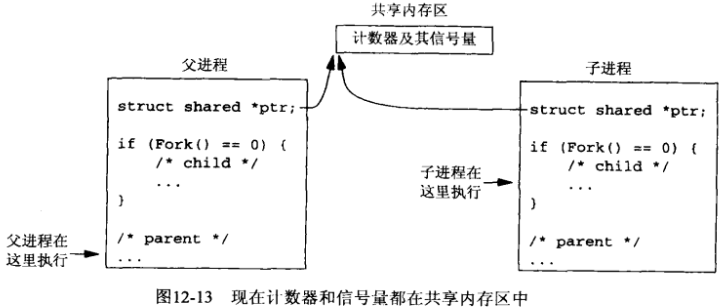 共享内存区
计数器及其信号量
父进程
struct shared *ptr;
if (Fork() == 0) {
/* child */
...
}
/* parent */
...
父进程在
这里执行
子进程
struct shared *ptr;
if (Fork() == 0) {
/* child */
...
}
/* parent */
...
子进程在
这里执行
图12-13 现在计数器和信号量都在共享内存区中